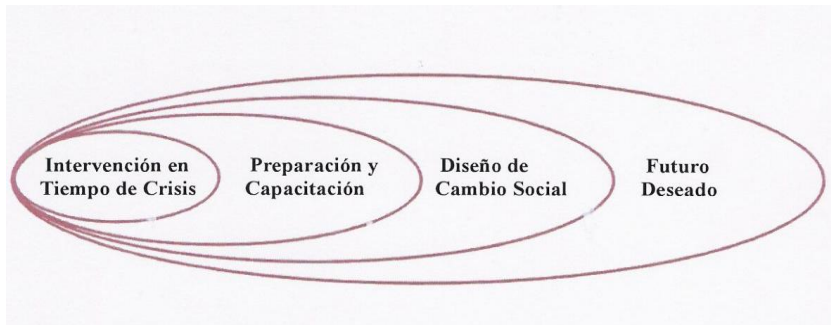 Intervención en
Tiempo de Crisis
Preparación y
Capacitación
Diseño de
Cambio Social
Futuro
Deseado